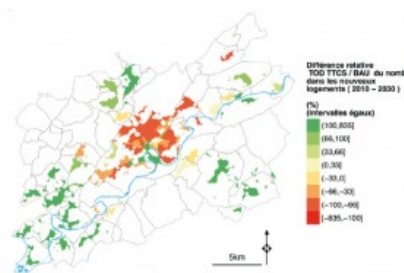 Différence relative
TOD TTCS / BAU du nomb
dans les nouveaux
logements ( 2010 – 2030 )
(%)
(intervalles égaux)
(100,835]
(66,100]
(33,66]
(0,33]
(-33,0]
(-66,-33]
(-100,-66]
[-835,-100]
5km